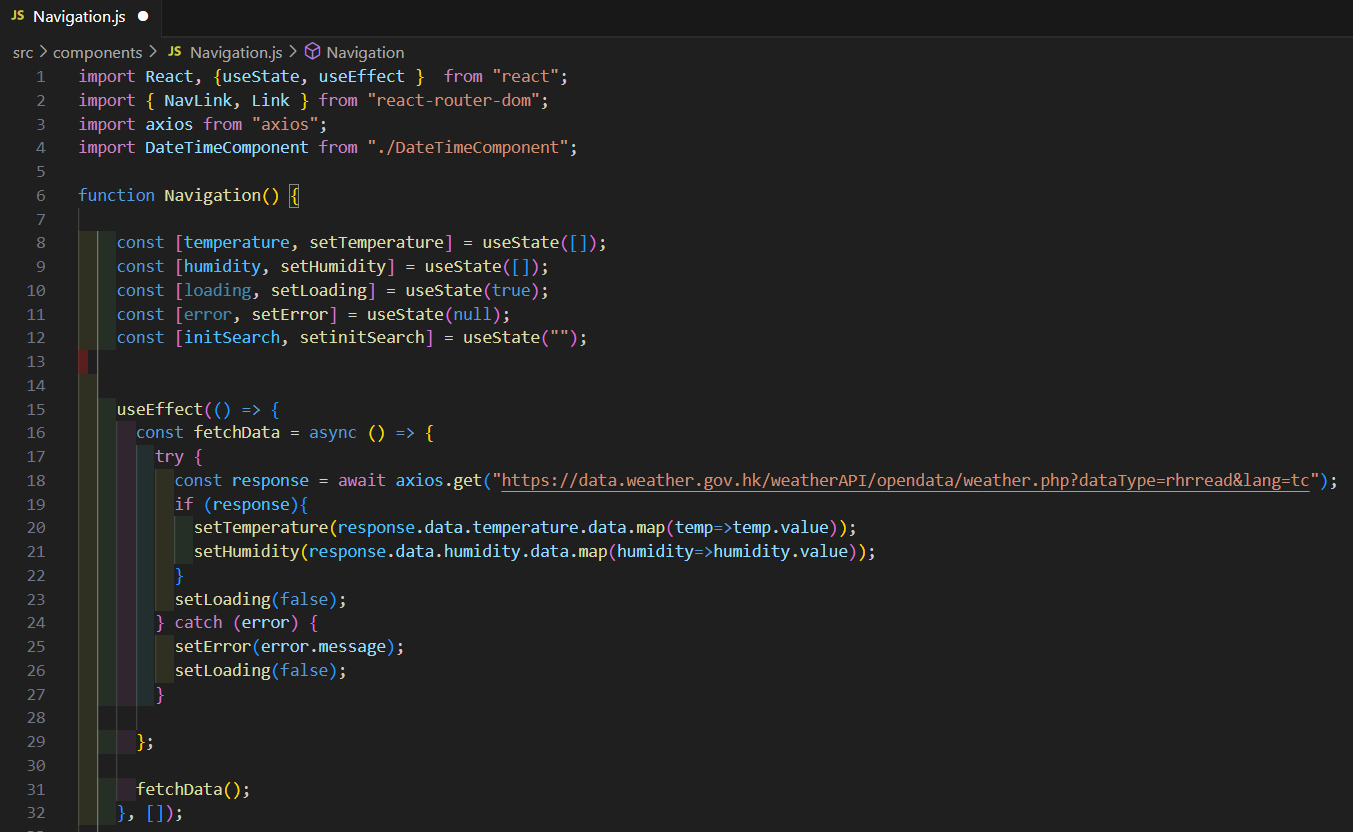 JS Navigation.js
src > components > JS Navigation.js > Navigation
1 import React, {useState, useEffect }  from "react";
2 import { NavLink, Link } from "react-router-dom";
3 import axios from "axios";
4 import DateTimeComponent from "./DateTimeComponent";
5
6 function Navigation() {
7
8     const [temperature, setTemperature] = useState([]);
9     const [humidity, setHumidity] = useState([]);
10     const [loading, setLoading] = useState(true);
11     const [error, setError] = useState(null);
12     const [initSearch, setinitSearch] = useState("");
13
14
15     useEffect(() => {
16       const fetchData = async () => {
17         try {
18           const response = await axios.get("https://data.weather.gov.hk/weatherAPI/opendata/weather.php?dataType=rhrread&lang=tc");
19           if (response){
20             setTemperature(response.data.temperature.data.map(temp=>temp.value));
21             setHumidity(response.data.humidity.data.map(humidity=>humidity.value));
22           }
23           setLoading(false);
24         } catch (error) {
25           setError(error.message);
26           setLoading(false);
27         }
28
29       };
30
31       fetchData();
32     }, []);